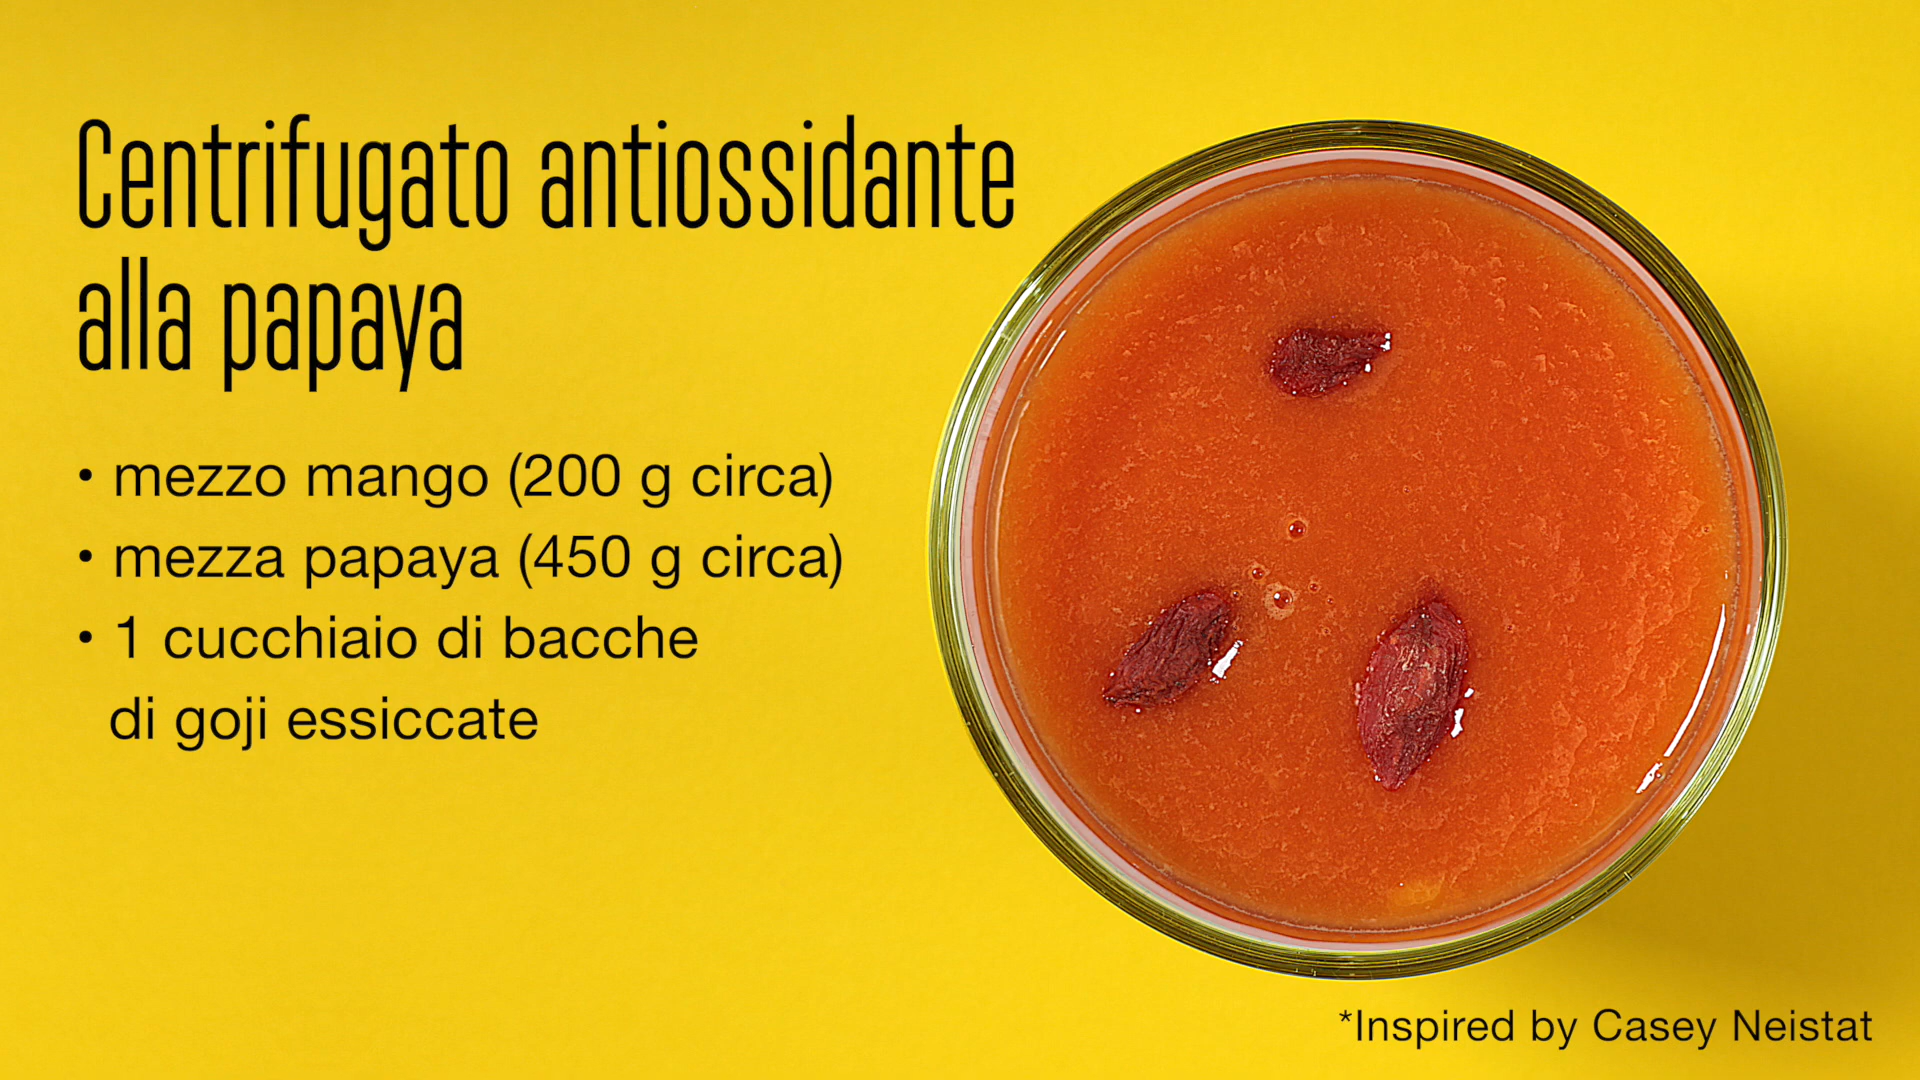 Centrifugato antiossidante
alla papaya
• mezzo mango (200 g circa)
• mezza papaya (450 g circa)
• 1 cucchiaio di bacche
di goji essiccate
*Inspired by Casey Neistat